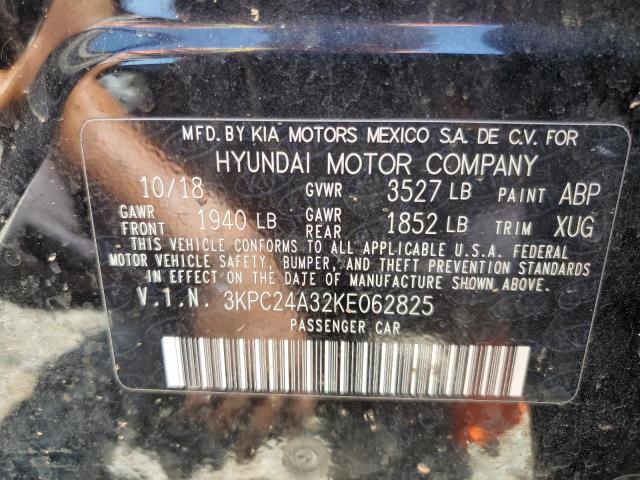 MFD. BY KIA MOTORS MEXICO S.A. DE C.V. FOR
HYUNDAI MOTOR COMPANY
10/18 GVWR 3527 LB PAINT ABP
GAWR FRONT 1940 LB GAWR REAR 1852 LB TRIM XUG
THIS VEHICLE CONFORMS TO ALL APPLICABLE U.S.A. FEDERAL
MOTOR VEHICLE SAFETY, BUMPER, AND THEFT PREVENTION STANDARDS
IN EFFECT ON THE DATE OF MANUFACTURE SHOWN ABOVE.
V.I.N. 3KPC24A32KE062825
PASSENGER CAR